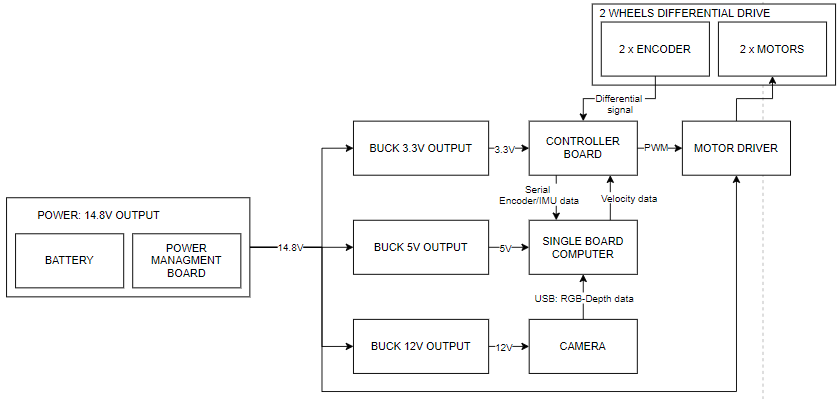 2 WHEELS DIFFERENTIAL DRIVE
2 x ENCODER
2 x MOTORS
Differential
signal
BUCK 3.3V OUTPUT
3.3V
CONTROLLER
BOARD
PWM
MOTOR DRIVER
Serial
Encoder/IMU data
Velocity data
POWER: 14.8V OUTPUT
BATTERY
POWER
MANAGMENT
BOARD
14.8V
BUCK 5V OUTPUT
5V
SINGLE BOARD
COMPUTER
USB: RGB-Depth data
BUCK 12V OUTPUT
12V
CAMERA